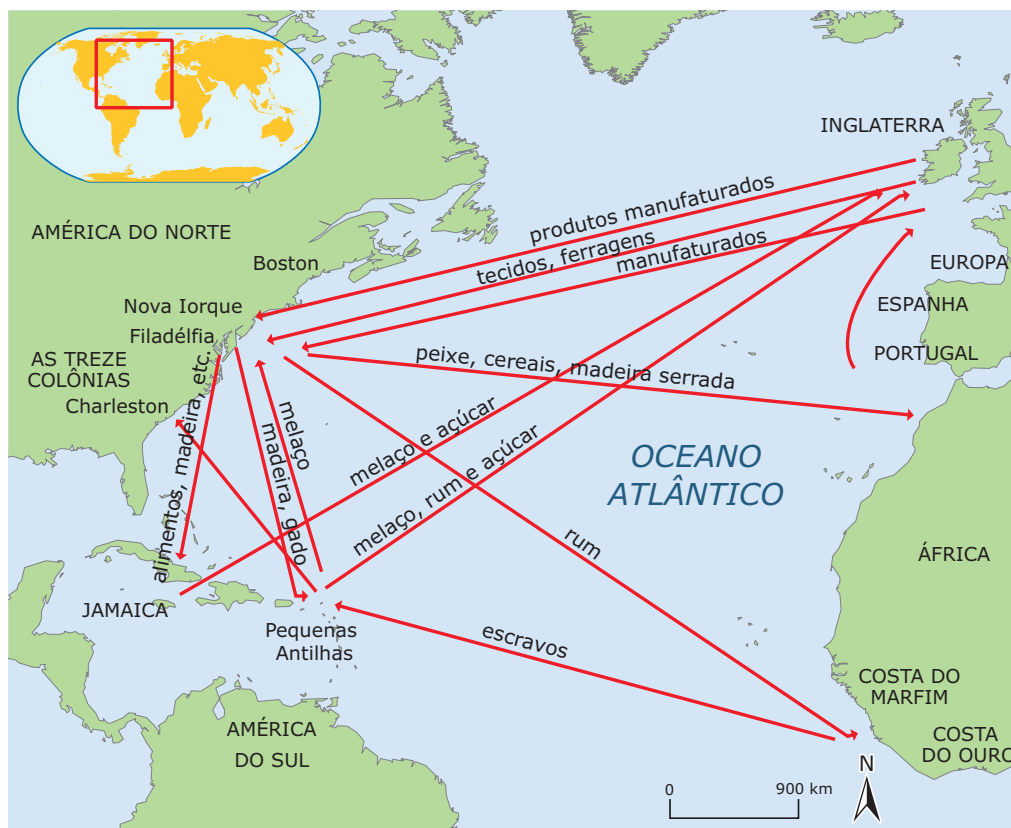 INGLATERRA
produtos manufaturados
AMÉRICA DO NORTE
tecidos, ferragens
manufaturados
Boston
EUROPA
Nova Iorque
ESPANHA
Filadélfia
peixe, cereais, madeira serrada
PORTUGAL
AS TREZE
COLÔNIAS
Charleston
alimentos, madeira, etc.
melaço
madeira, gado
melaço e açúcar
melaço, rum e açúcar
OCEANO
ATLÂNTICO
rum
ÁFRICA
JAMAICA
Pequenas
Antilhas
escravos
COSTA DO
MARFIM
AMÉRICA
DO SUL
COSTA
DO OURO
N
0 900 km